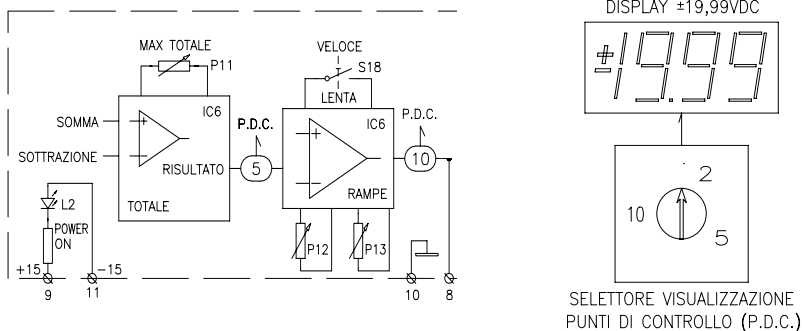 DISPLAY ±19,99VDC
±19.99
MAX TOTALE
P11
VELOCE
S18
LENTA
IC6
IC6
P.D.C.
P.D.C.
SOMMA
SOTTRAZIONE
RISULTATO
5
10
TOTALE
RAMPE
L2
POWER
ON
P12
P13
+15
-15
9
11
10
8
2
10
5
SELETTORE VISUALIZZAZIONE
PUNTI DI CONTROLLO (P.D.C.)